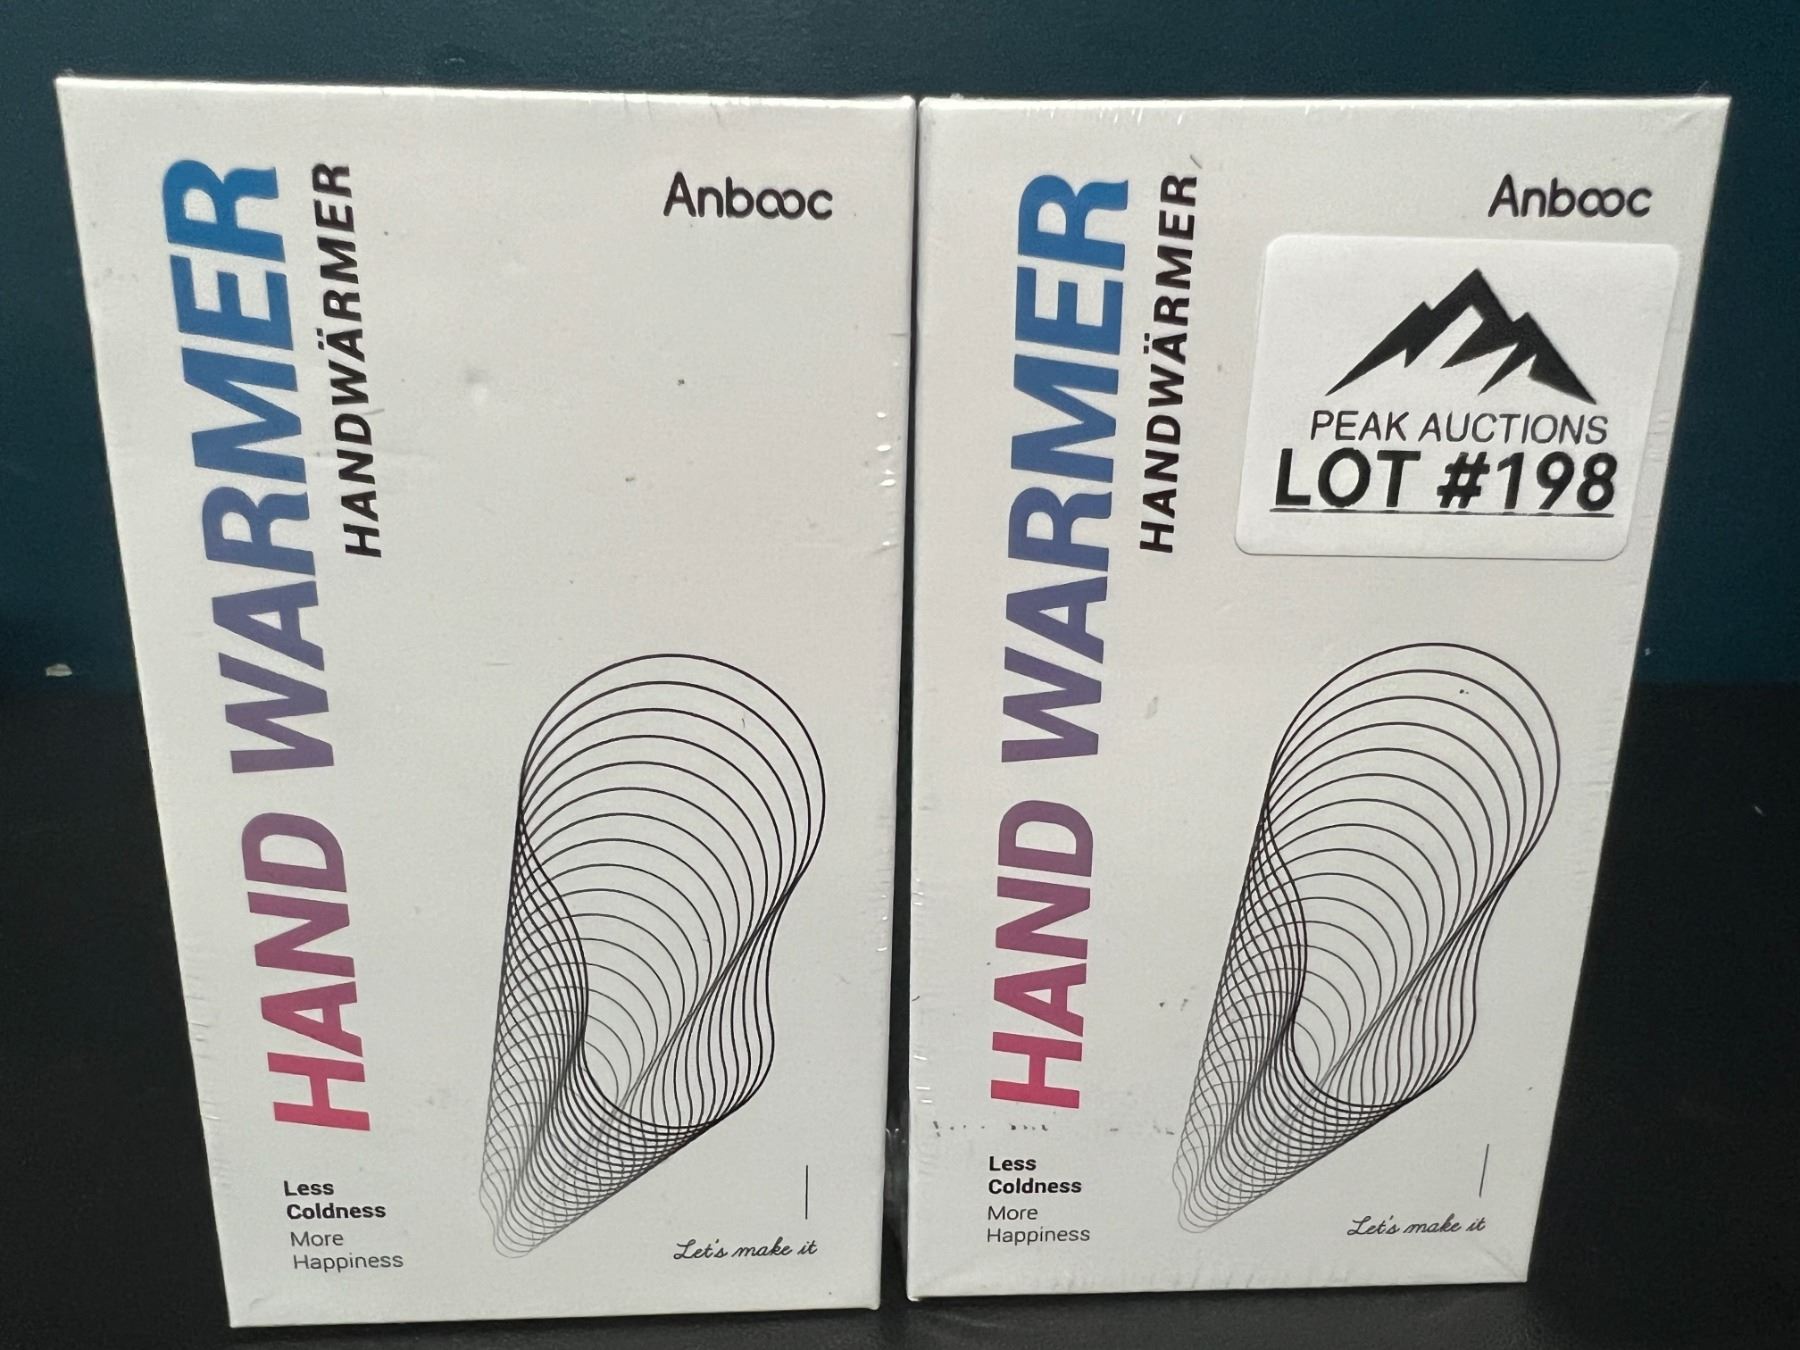 Anbooc
HAND WARMER
HANDWÄRMER
Less
Coldness
More
Happiness
Let's make it
Anbooc
HAND WARMER
HANDWÄRMER
PEAK AUCTIONS
LOT #198
Less
Coldness
More
Happiness
Let's make it